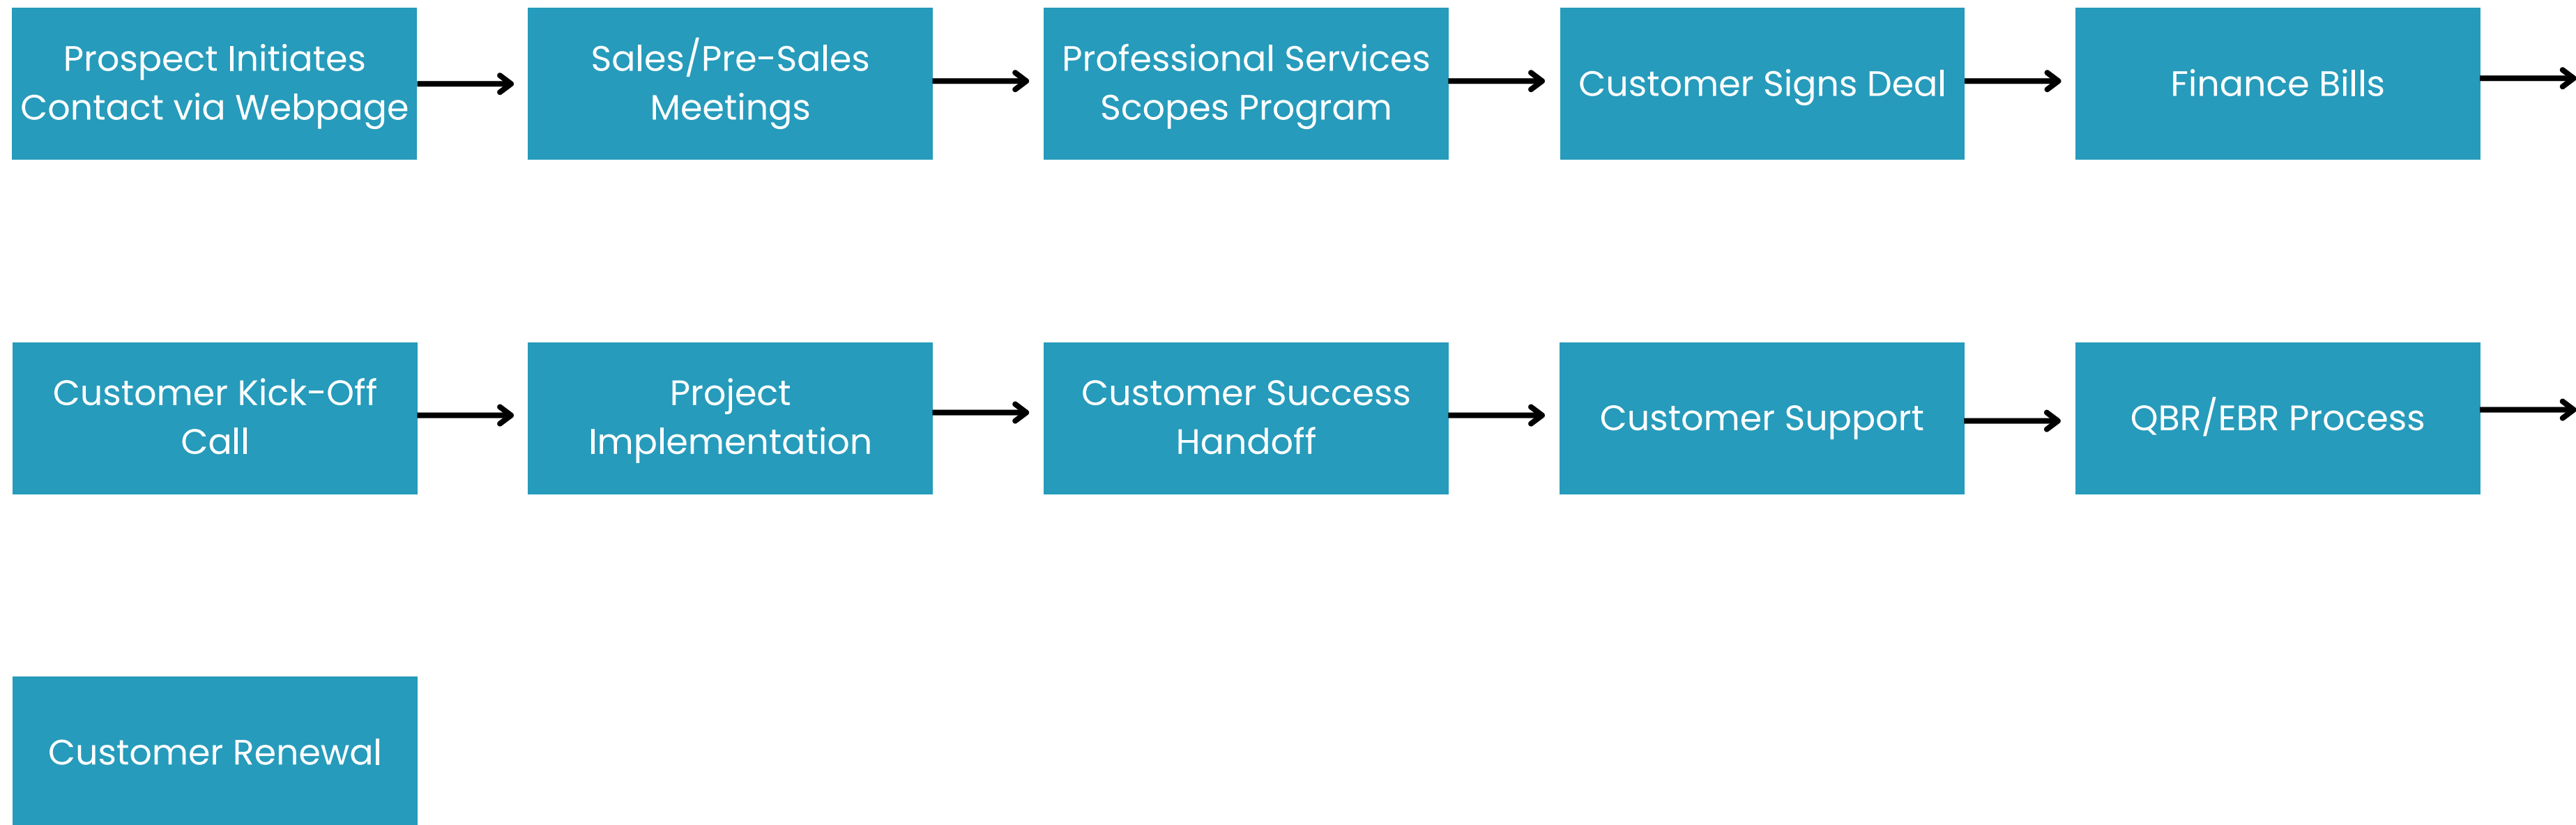 Prospect Initiates
Contact via Webpage
Sales/Pre-Sales
Meetings
Professional Services
Scopes Program
Customer Signs Deal
Finance Bills
Customer Kick-Off
Call
Project
Implementation
Customer Success
Handoff
Customer Support
QBR/EBR Process
Customer Renewal